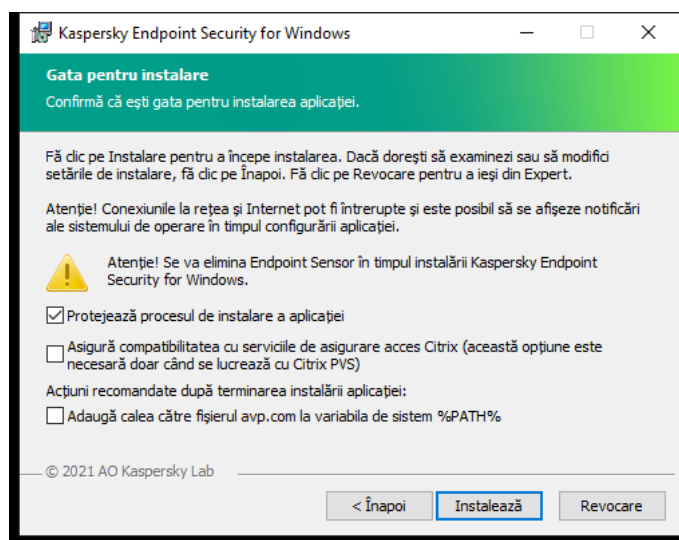 Kaspersky Endpoint Security for Windows
Gata pentru instalare
Confirmă că ești gata pentru instalarea aplicației.
Fă clic pe Instalare pentru a începe instalarea. Dacă dorești să examinezi sau să modifici
setările de instalare, fă clic pe Înapoi. Fă clic pe Revocare pentru a ieși din Expert.
Atenție! Conexiunile la rețea și Internet pot fi întrerupte și este posibil să se afișeze notificări
ale sistemului de operare în timpul configurării aplicației.
Atenție! Se va elimina Endpoint Sensor în timpul instalării Kaspersky Endpoint
Security for Windows.
Protejează procesul de instalare a aplicației
Asigură compatibilitatea cu serviciile de asigurare acces Citrix (această opțiune este
necesară doar când se lucrează cu Citrix PVS)
Acțiuni recomandate după terminarea instalării aplicației:
Adaugă calea către fișierul avp.com la variabila de sistem %PATH%
© 2021 AO Kaspersky Lab
< Înapoi
Instalează
Revocare